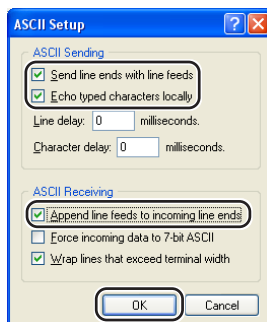 ASCII Setup
ASCII Sending
Send line ends with line feeds
Echo typed characters locally
Line delay: 0 milliseconds.
Character delay: 0 milliseconds.
ASCII Receiving
Append line feeds to incoming line ends
Force incoming data to 7-bit ASCII
Wrap lines that exceed terminal width
OK Cancel